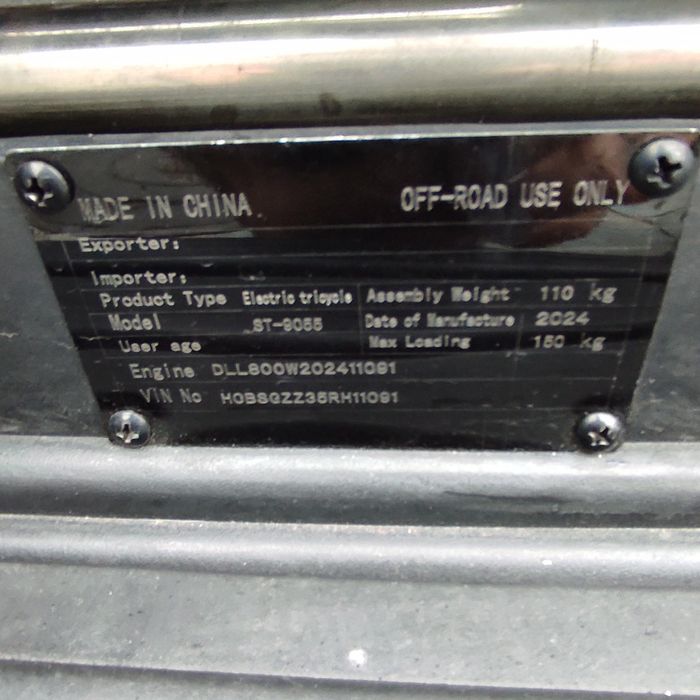 MADE IN CHINA OFF-ROAD USE ONLY
Exporter:
Importer:
Product Type Electric tricycle Assembly Weight 110 kg
Model ST-9055 Date of Manufacture 2024
User age Max Loading 150 kg
Engine DLL800W202411091
VIN No H0BSGZZ35RH11091